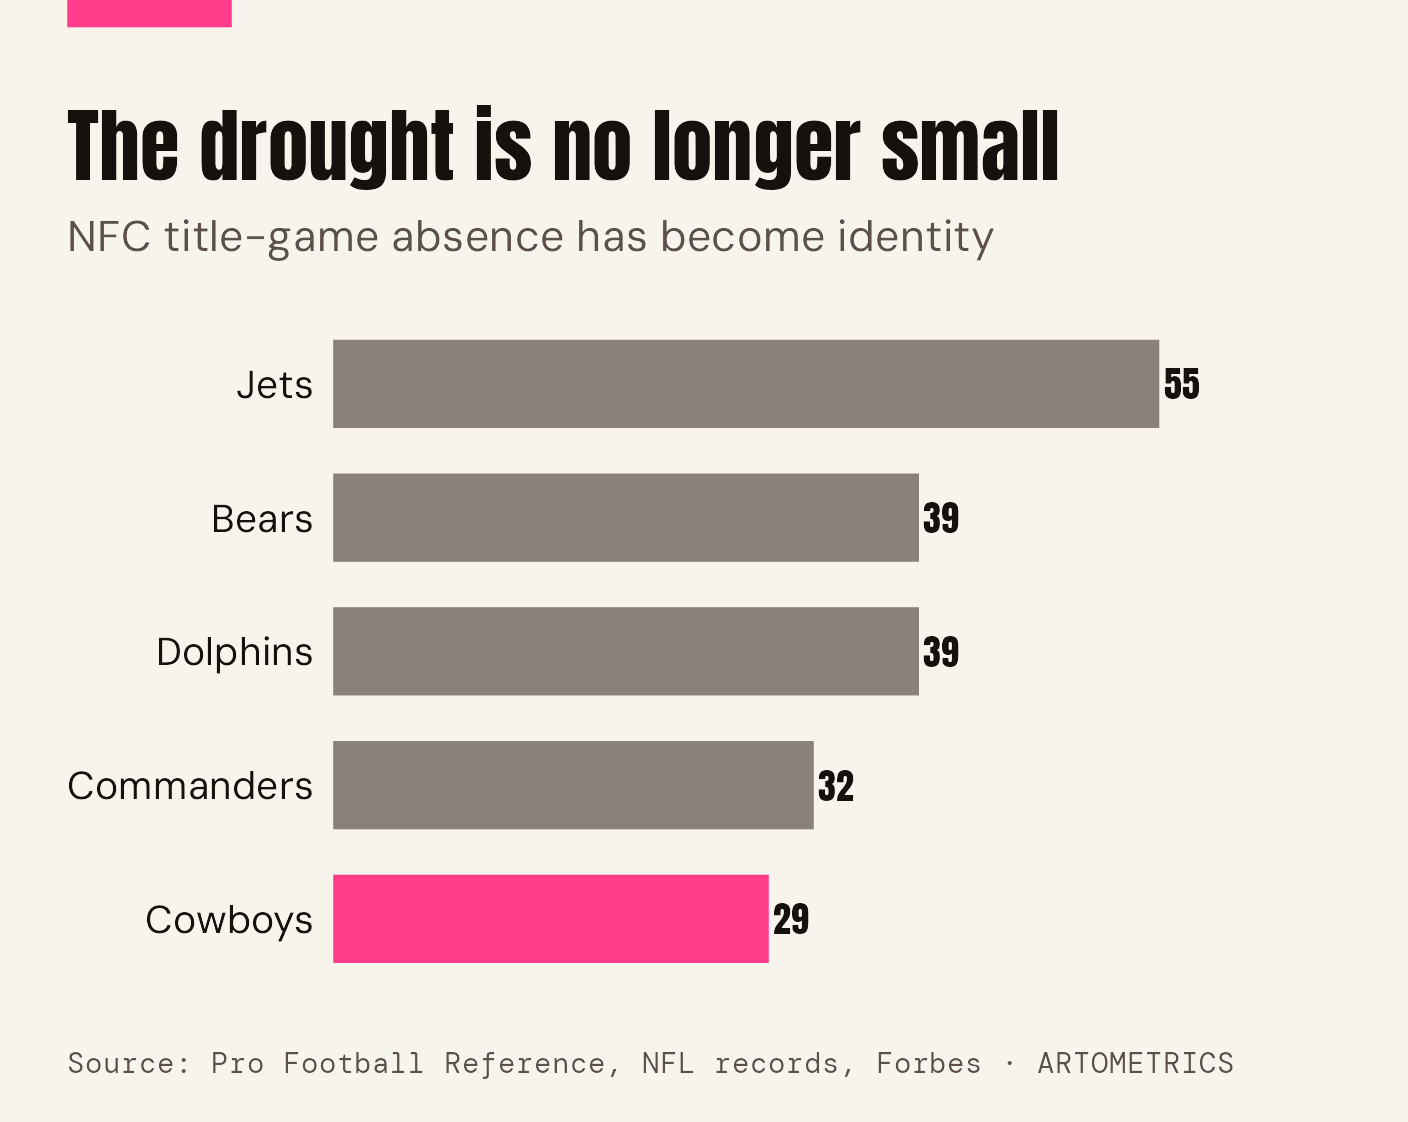 The drought is no longer small
NFC title-game absence has become identity
Jets 55
Bears 39
Dolphins 39
Commanders 32
Cowboys 29
Source: Pro Football Reference, NFL records, Forbes · ARTOMETRICS